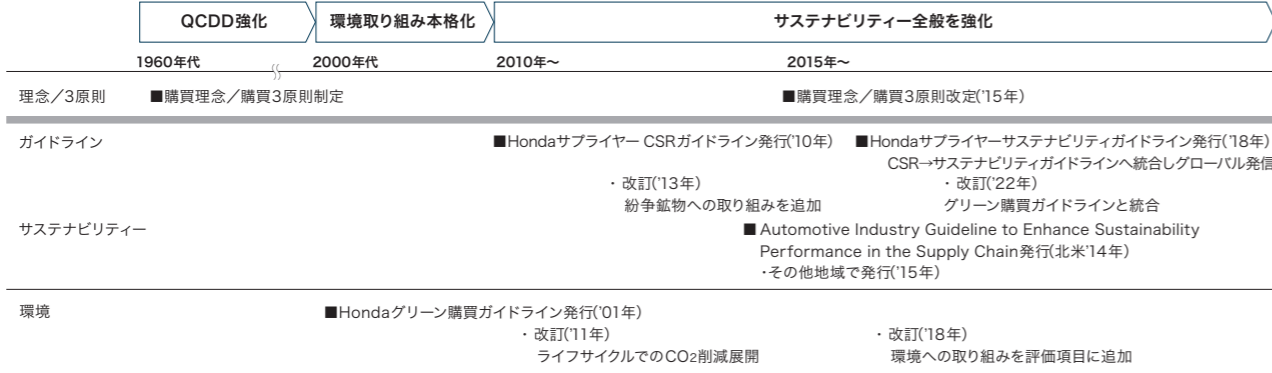 QCDD強化
環境取り組み本格化
サステナビリティー全般を強化
1960年代
2000年代
2010年～
2015年～
理念／3原則
■購買理念／購買3原則制定
■購買理念／購買3原則改定('15年)
ガイドライン
■Hondaサプライヤー CSRガイドライン発行('10年)
■Hondaサプライヤーサステナビリティガイドライン発行('18年)
CSR→サステナビリティガイドラインへ統合しグローバル発信
・改訂('13年)
・改訂('22年)
紛争鉱物への取り組みを追加
グリーン購買ガイドラインと統合
サステナビリティー
■Automotive Industry Guideline to Enhance Sustainability
Performance in the Supply Chain発行(北米'14年)
・その他地域で発行('15年)
環境
■Hondaグリーン購買ガイドライン発行('01年)
・改訂('11年)
・改訂('18年)
ライフサイクルでのCO2削減展開
環境への取り組みを評価項目に追加